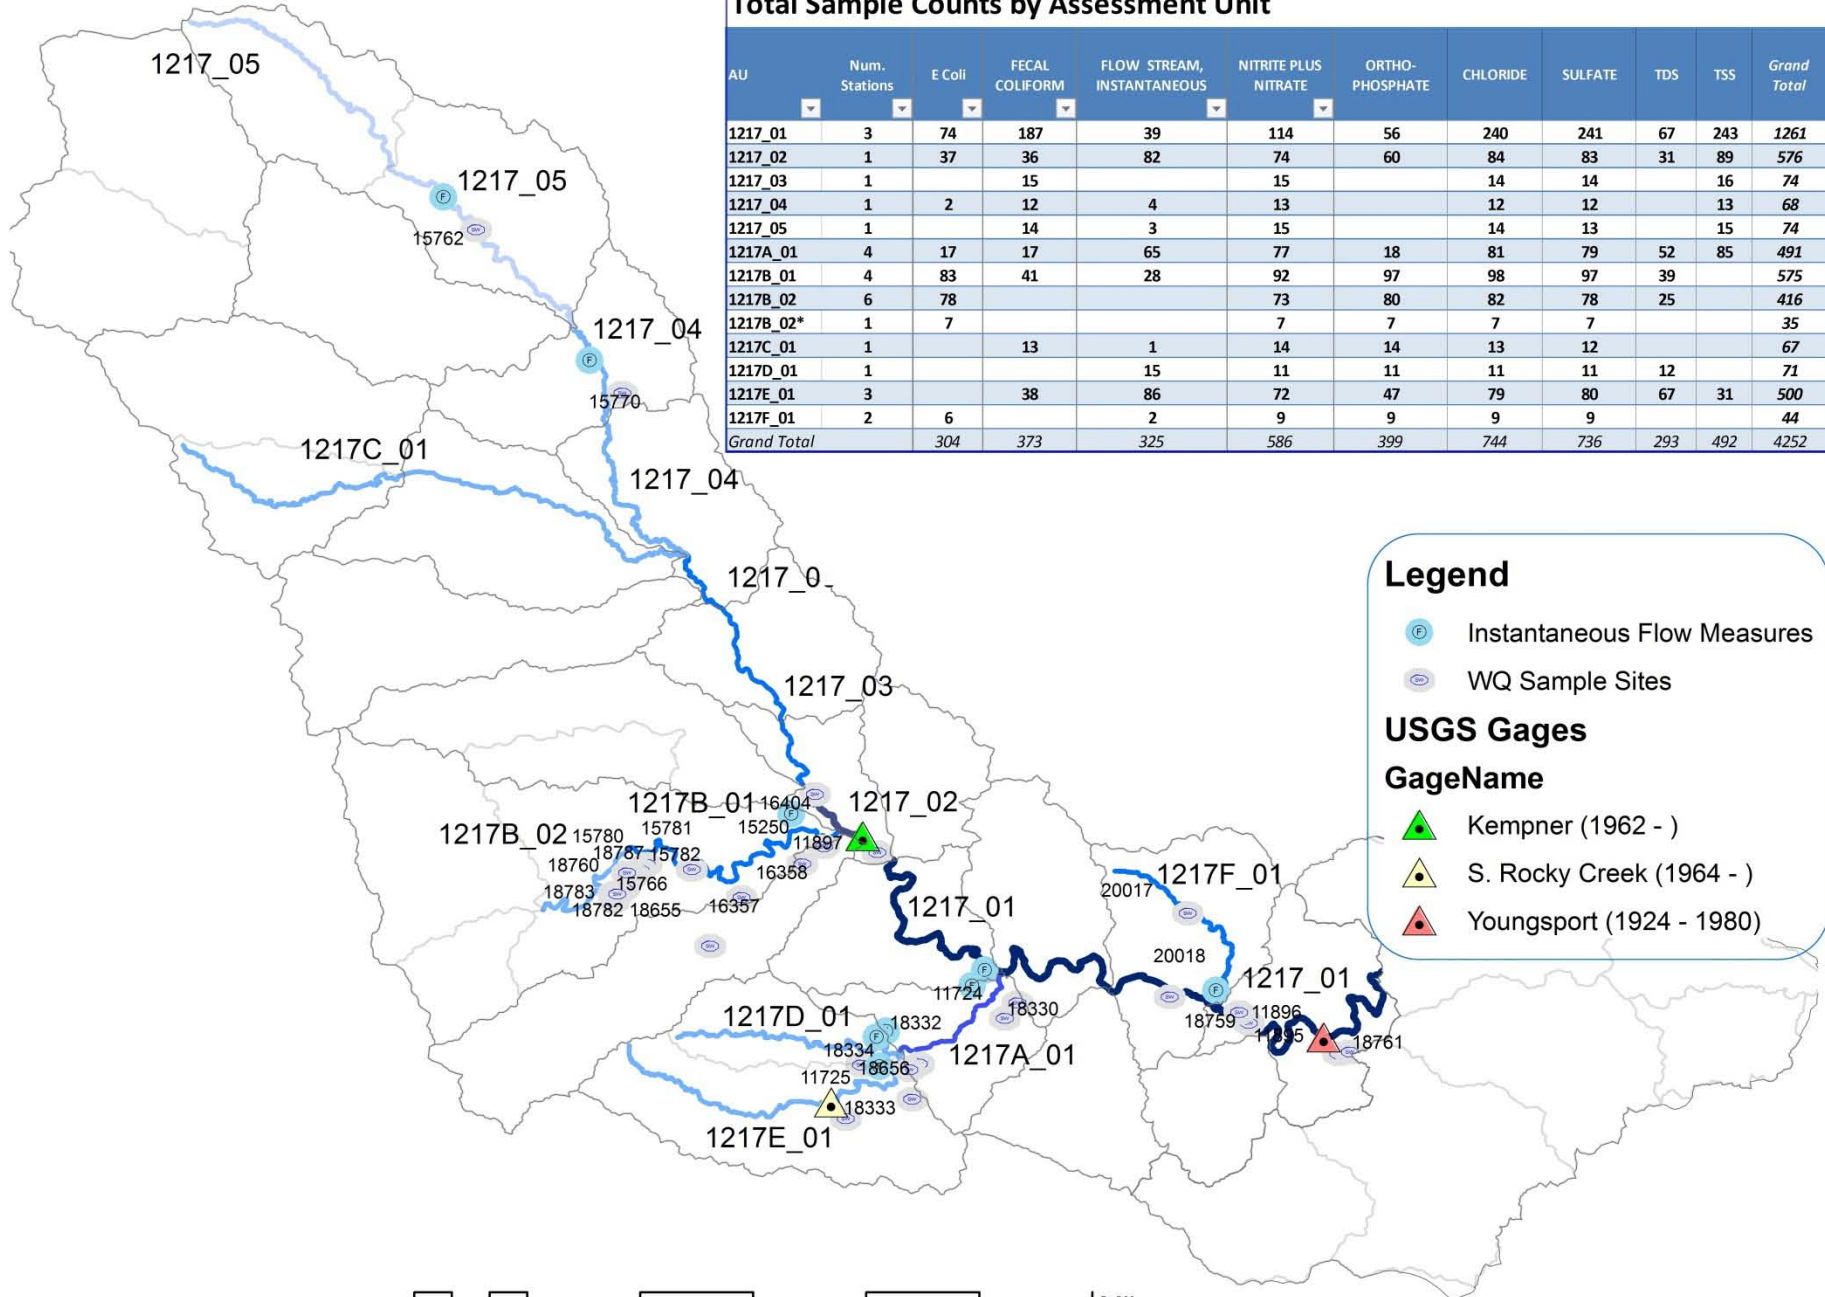 Total Sample Counts by Assessment Unit
AU Num. Stations E Coli FECAL COLIFORM FLOW STREAM, INSTANTANEOUS NITRITE PLUS NITRATE ORTHO-PHOSPHATE CHLORIDE SULFATE TDS TSS Grand Total
1217_01 3 74 187 39 114 56 240 241 67 243 1261
1217_02 1 37 36 82 74 60 84 83 31 89 576
1217_03 1 15 15 14 14 16 74
1217_04 1 2 12 4 13 12 12 13 68
1217_05 1 14 3 15 14 13 15 74
1217A_01 4 17 17 65 77 18 81 79 52 85 491
1217B_01 4 83 41 28 92 97 98 97 39 575
1217B_02 6 78 73 80 82 78 25 416
1217B_02* 1 7 7 7 7 7 35
1217C_01 1 13 1 14 14 13 12 67
1217D_01 1 15 11 11 11 11 12 71
1217E_01 3 38 86 72 47 79 80 67 31 500
1217F_01 2 6 2 9 9 9 9 44
Grand Total 304 373 325 586 399 744 736 293 492 4252
1217_05
1217_05
15762
1217_04
15770
1217C_01
1217_04
1217_0
1217_03
1217B_01
16404
1217_02
1217B_02
15780
15781
15250
11897
18787
15782
18760
15766
16358
18783
18782
18655
16357
1217_01
20017
1217F_01
20018
1217_01
11724
18330
18759
11896
11895
18761
1217D_01
18332
18334
1217A_01
18656
11725
18333
1217E_01
Legend
F Instantaneous Flow Measures
SW WQ Sample Sites
USGS Gages
GageName
Kempner (1962 - )
S. Rocky Creek (1964 - )
Youngsport (1924 - 1980)